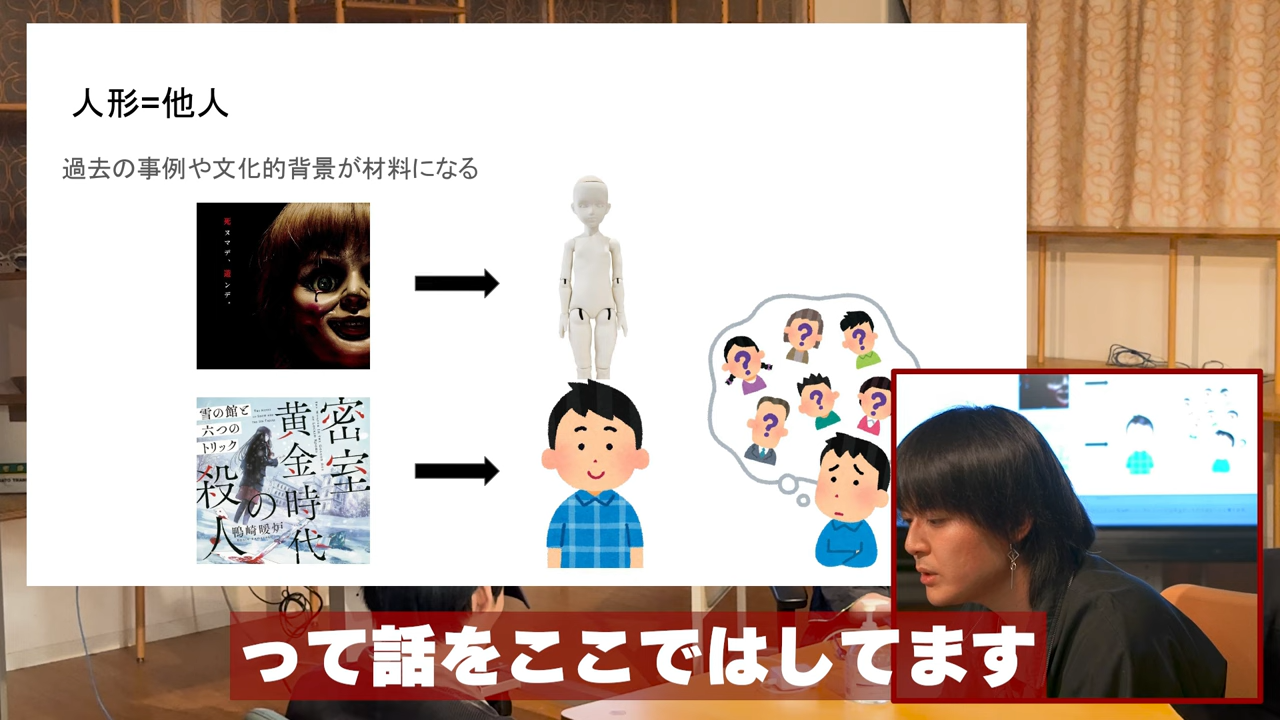 人形=他人
過去の事例や文化的背景が材料になる
死ヌマデ、遊ンデ。
雪の館と
六つの
トリック
密室
黄金時代
の
殺人
鴨崎暖炉
?
?
?
?
?
?
って話をここではしてます